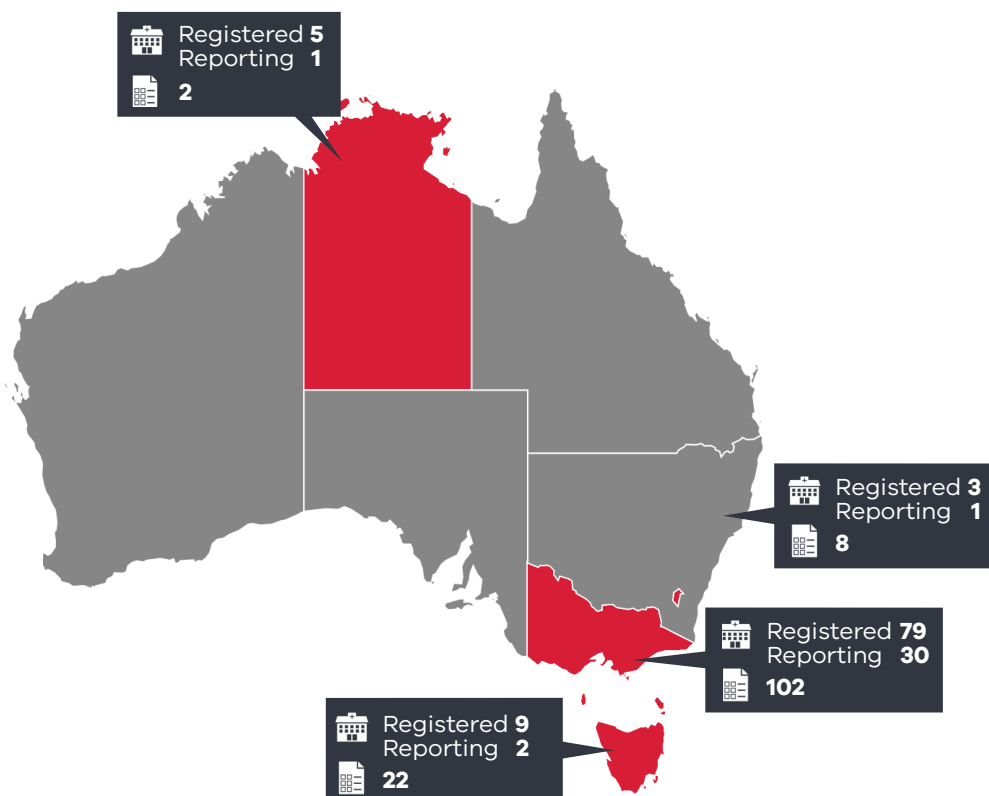 Registered 5
Reporting 1
2
Registered 3
Reporting 1
8
Registered 79
Reporting 30
102
Registered 9
Reporting 2
22